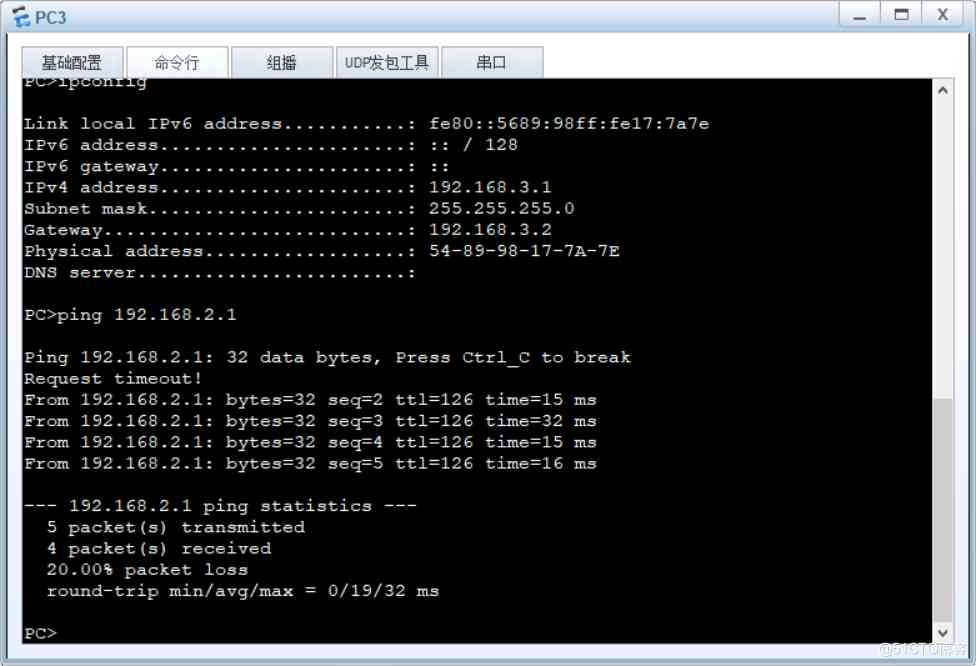 PC3
基础配置 命令行 组播 UDP发包工具 串口
PC>ipconfig
Link local IPv6 address...........: fe80::5689:98ff:fe17:7a7e
IPv6 address......................: :: / 128
IPv6 gateway......................: ::
IPv4 address......................: 192.168.3.1
Subnet mask.......................: 255.255.255.0
Gateway...........................: 192.168.3.2
Physical address..................: 54-89-98-17-7A-7E
DNS server........................:
PC>ping 192.168.2.1
Ping 192.168.2.1: 32 data bytes, Press Ctrl_C to break
Request timeout!
From 192.168.2.1: bytes=32 seq=2 ttl=126 time=15 ms
From 192.168.2.1: bytes=32 seq=3 ttl=126 time=32 ms
From 192.168.2.1: bytes=32 seq=4 ttl=126 time=15 ms
From 192.168.2.1: bytes=32 seq=5 ttl=126 time=16 ms
--- 192.168.2.1 ping statistics ---
5 packet(s) transmitted
4 packet(s) received
20.00% packet loss
round-trip min/avg/max = 0/19/32 ms
PC>
@51CTO博客